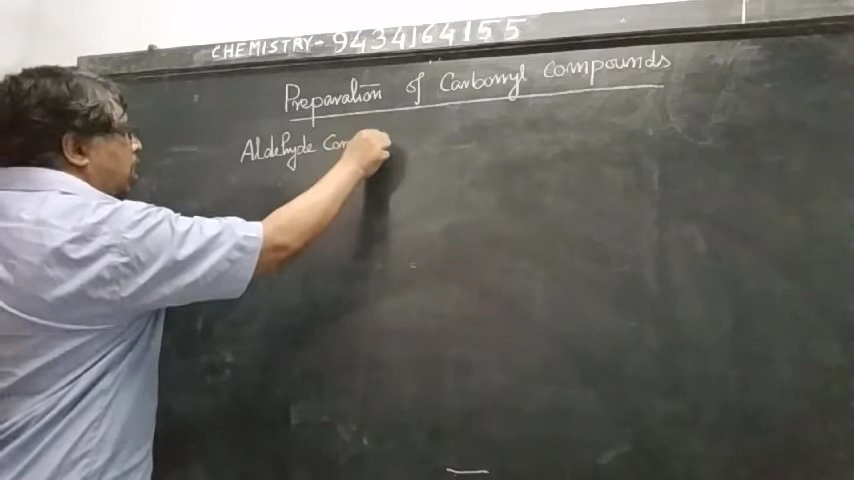 CHEMISTRY- 9434164155
Preparation of Carbonyl Compounds
Aldehyde Com